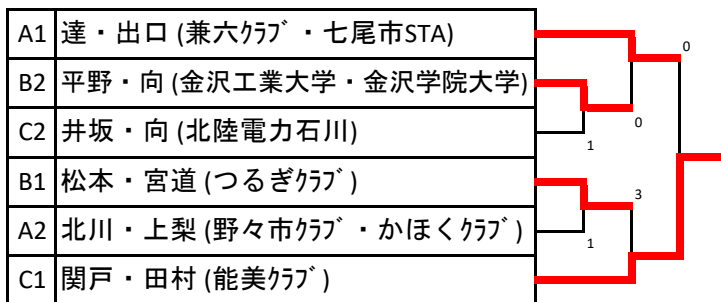 A1 達・出口 (兼六ｸﾗﾌﾞ・七尾市STA)
0
B2 平野・向 (金沢工業大学・金沢学院大学)
0
C2 井坂・向 (北陸電力石川)
1
B1 松本・宮道 (つるぎｸﾗﾌﾞ)
3
A2 北川・上梨 (野々市ｸﾗﾌﾞ・かほくｸﾗﾌﾞ)
1
C1 関戸・田村 (能美ｸﾗﾌﾞ)